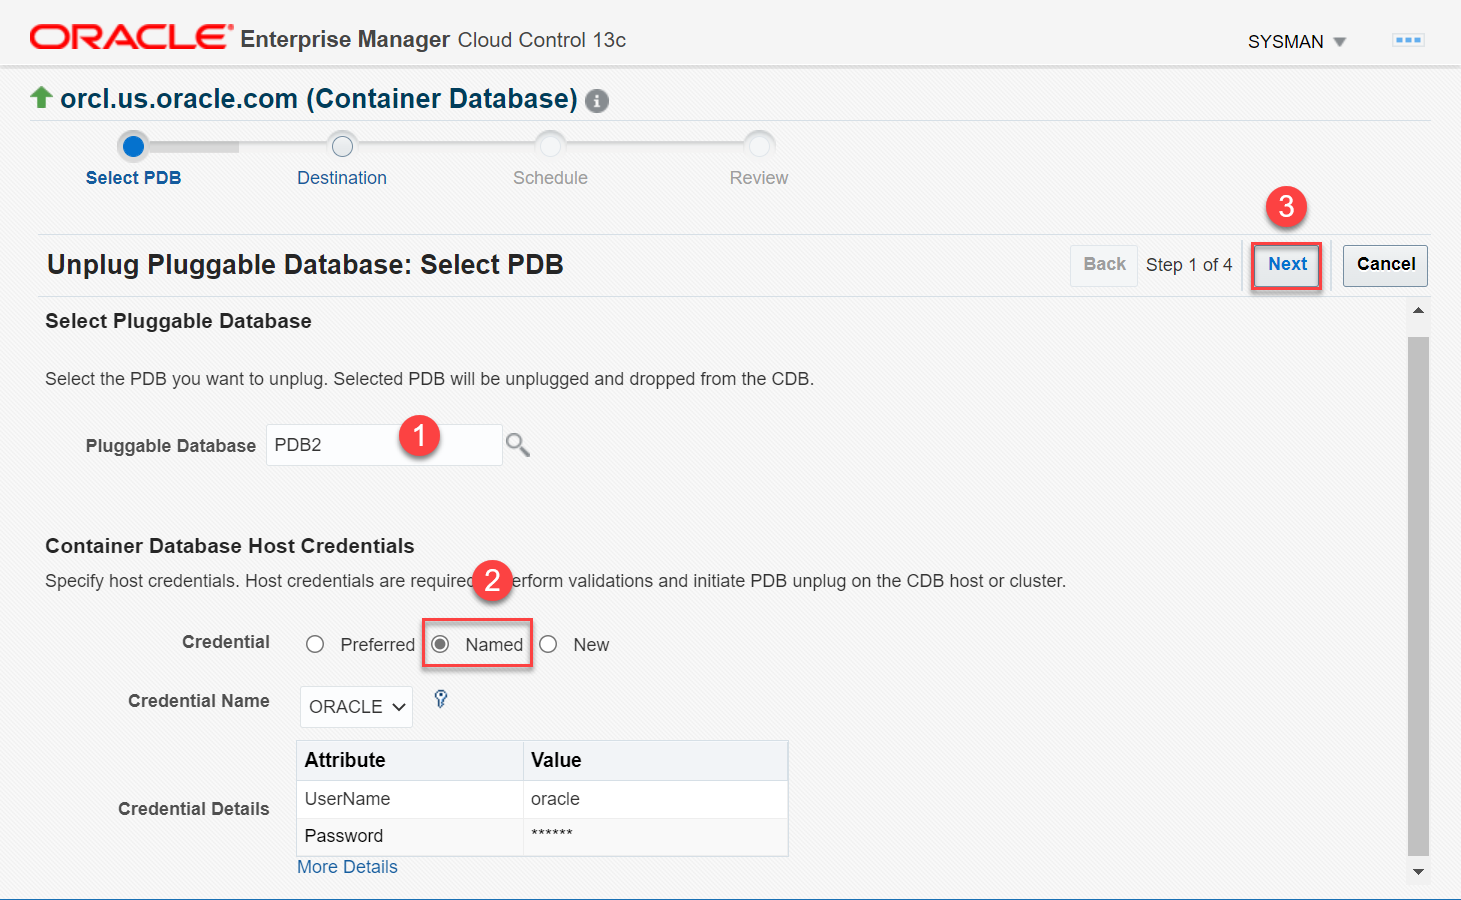 ORACLE Enterprise Manager Cloud Control 13c
SYSMAN
orcl.us.oracle.com (Container Database)
Select PDB
Destination
Schedule
Review
3
Unplug Pluggable Database: Select PDB
Back Step 1 of 4 Next Cancel
Select Pluggable Database
Select the PDB you want to unplug. Selected PDB will be unplugged and dropped from the CDB.
Pluggable Database PDB2
1
Container Database Host Credentials
Specify host credentials. Host credentials are required 2 erform validations and initiate PDB unplug on the CDB host or cluster.
Credential Preferred Named New
Credential Name ORACLE
Attribute Value
UserName oracle
Credential Details
Password ******
More Details